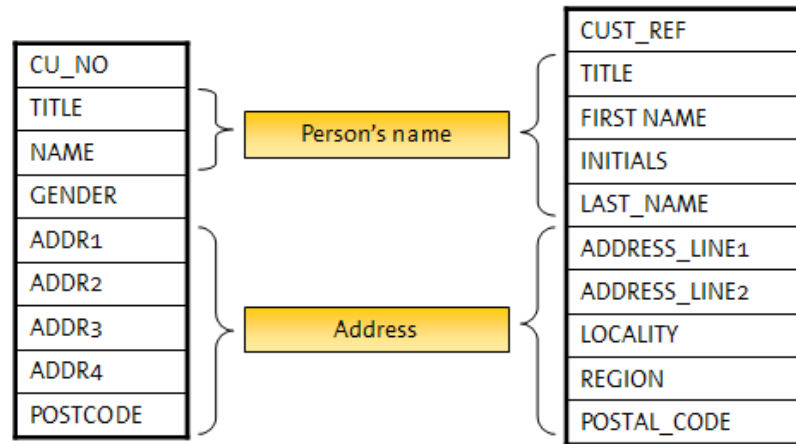 CU_NO
TITLE
NAME
GENDER
ADDR1
ADDR2
ADDR3
ADDR4
POSTCODE
Person's name
Address
CUST_REF
TITLE
FIRST NAME
INITIALS
LAST_NAME
ADDRESS_LINE1
ADDRESS_LINE2
LOCALITY
REGION
POSTAL_CODE